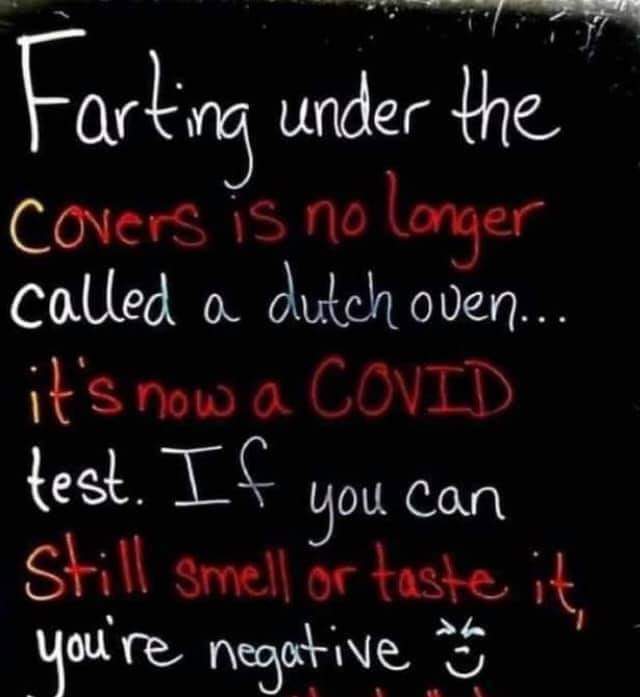 Farting under the
covers is no longer
called a dutch oven...
it's now a COVID
test. If you can
Still smell or taste it,
you're negative